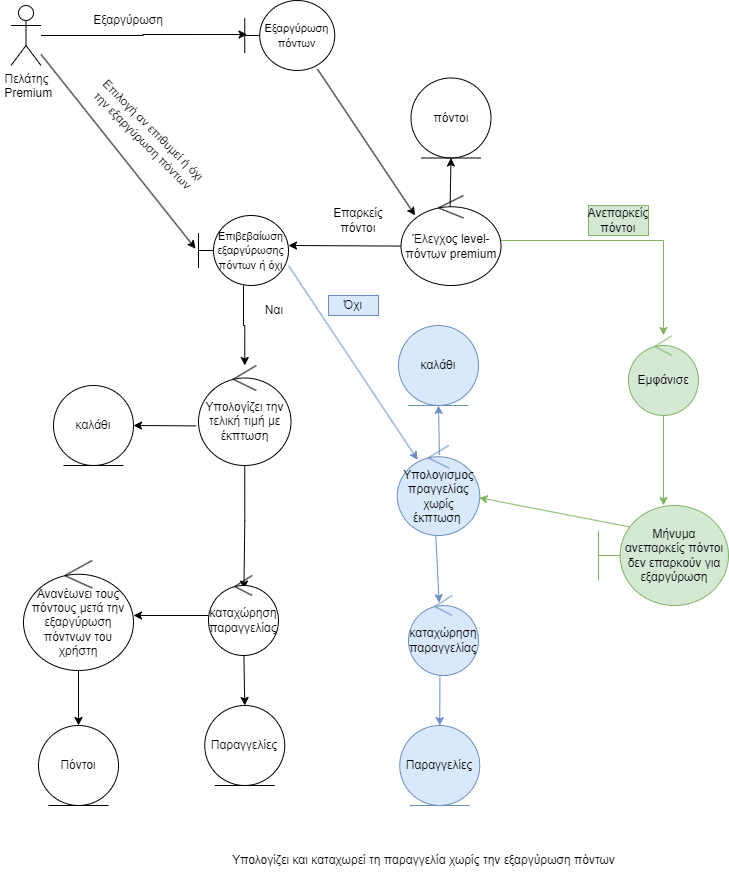 Εξαργύρωση
Εξαργύρωση
πόντων
Πελάτης
Premium
Επιλογή αν επιθυμεί ή όχι
την εξαργύρωση πόντων
πόντοι
Επαρκείς
πόντοι
Ανεπαρκείς
πόντοι
Έλεγχος level-
πόντων premium
Επιβεβαίωση
εξαργύρωσης
πόντων ή όχι
Ναι
Όχι
καλάθι
Εμφάνισε
Υπολογίζει την
τελική τιμή με
έκπτωση
καλάθι
Υπολογισμος
πραγγελίας
χωρίς
έκπτωση
Μήνυμα
ανεπαρκείς πόντοι
δεν επαρκούν για
εξαργύρωση
Ανανέωνει τους
πόντους μετά την
εξαργύρωση
πόντνων του
χρήστη
καταχώρηση
παραγγελίας
καταχώρηση
παραγγελίας
Πόντοι
Παραγγελίες
Παραγγελίες
Υπολογίζει και καταχωρεί τη παραγγελία χωρίς την εξαργύρωση πόντων